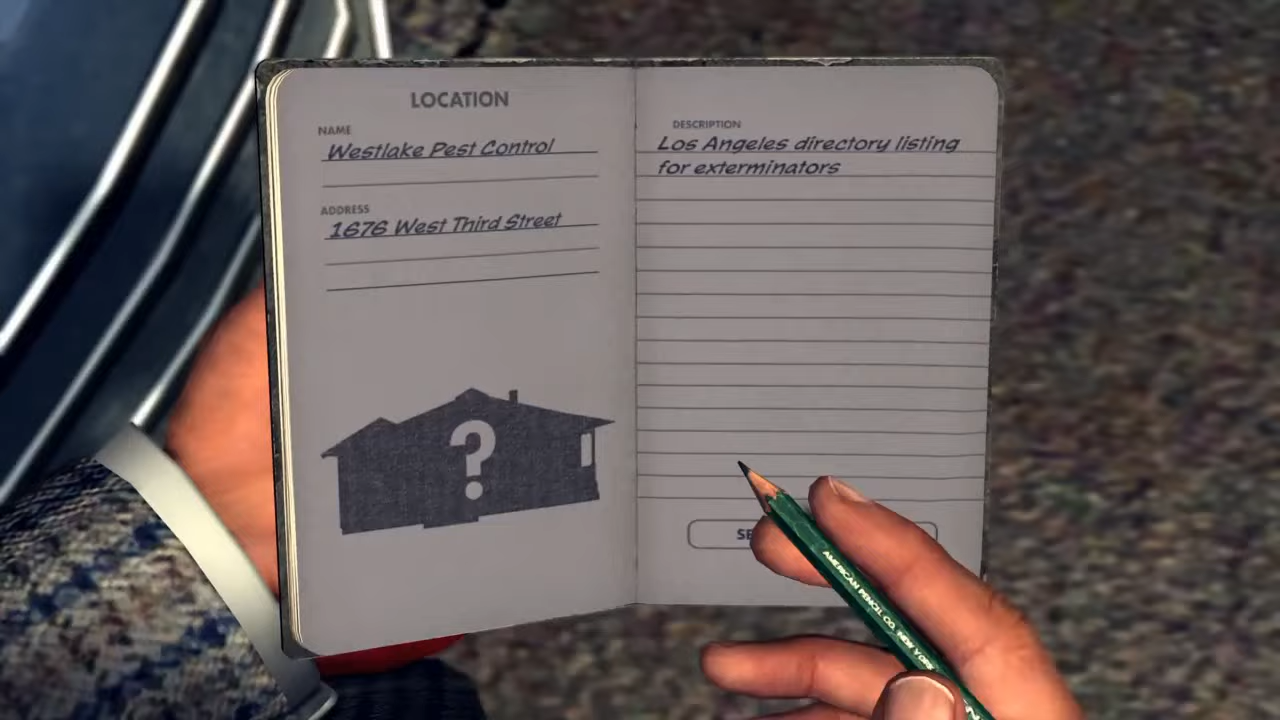 LOCATION
NAME
Westlake Pest Control
ADDRESS
1676 West Third Street
?
DESCRIPTION
Los Angeles directory listing
for exterminators
AMERICAN PENCIL CO. NEW YORK